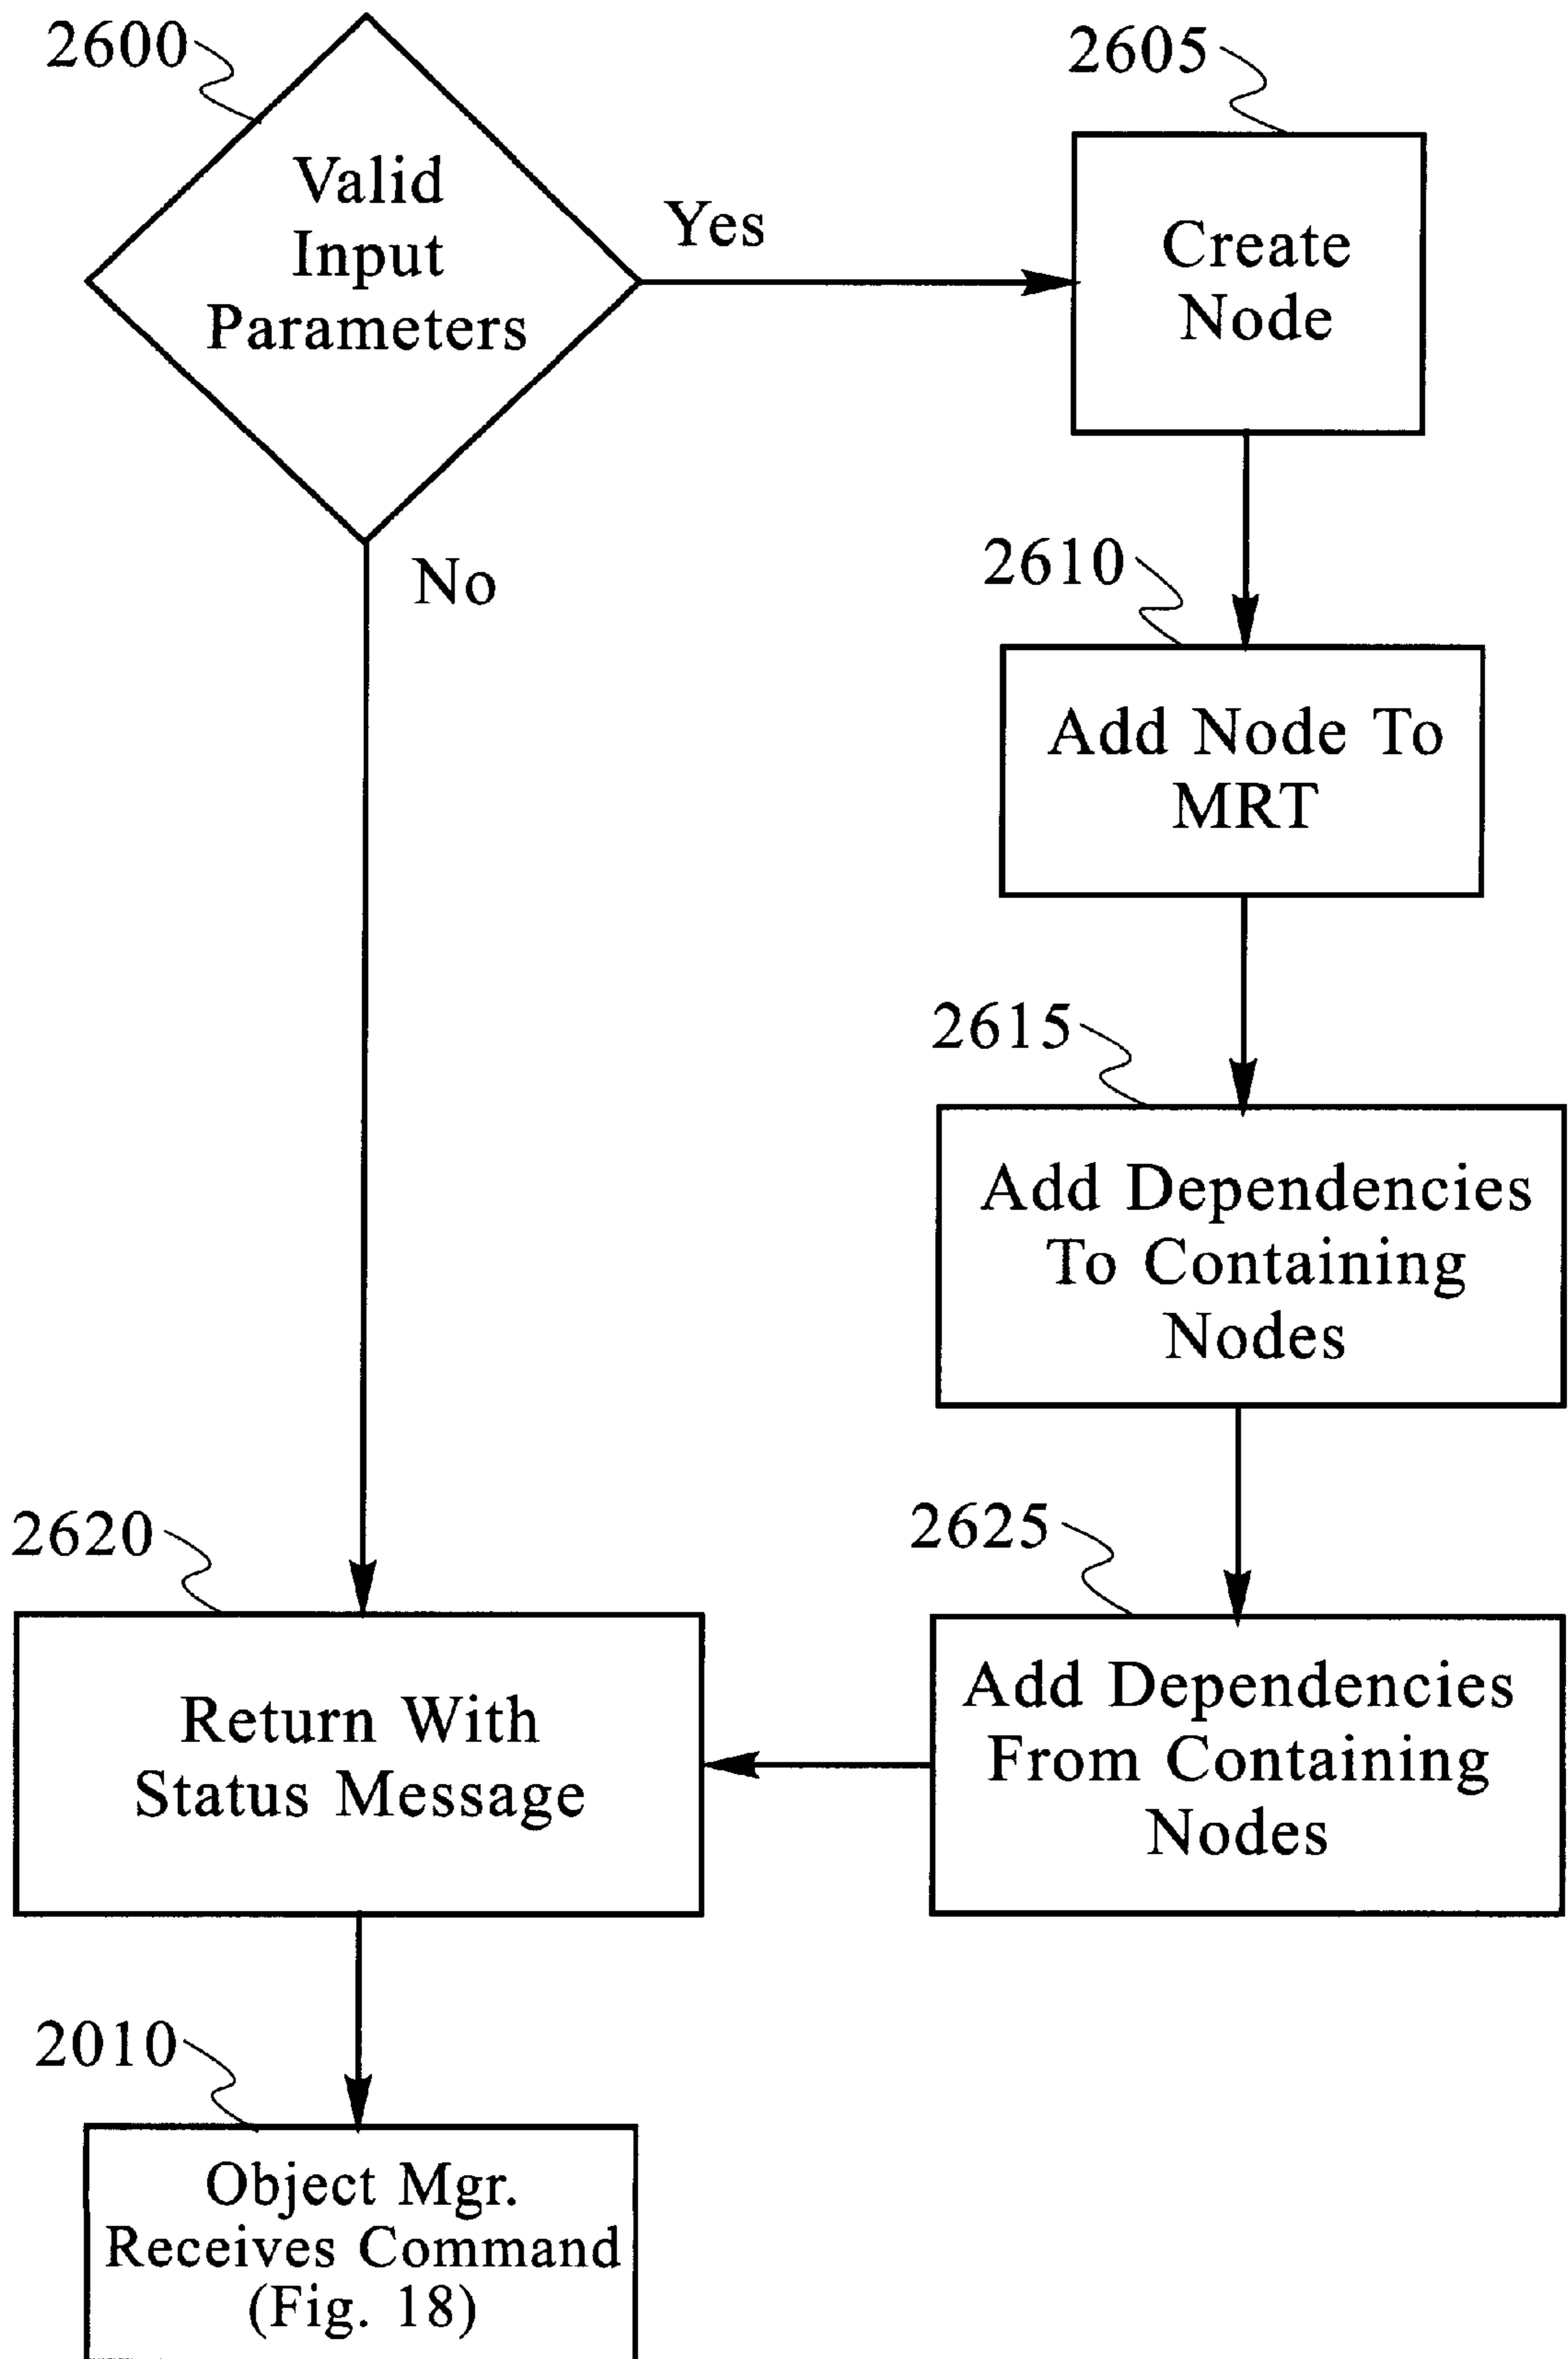 2600
Valid
Input
Parameters
Yes
No
2605
Create
Node
2610
Add Node To
MRT
2615
Add Dependencies
To Containing
Nodes
2625
Add Dependencies
From Containing
Nodes
2620
Return With
Status Message
2010
Object Mgr.
Receives Command
(Fig. 18)